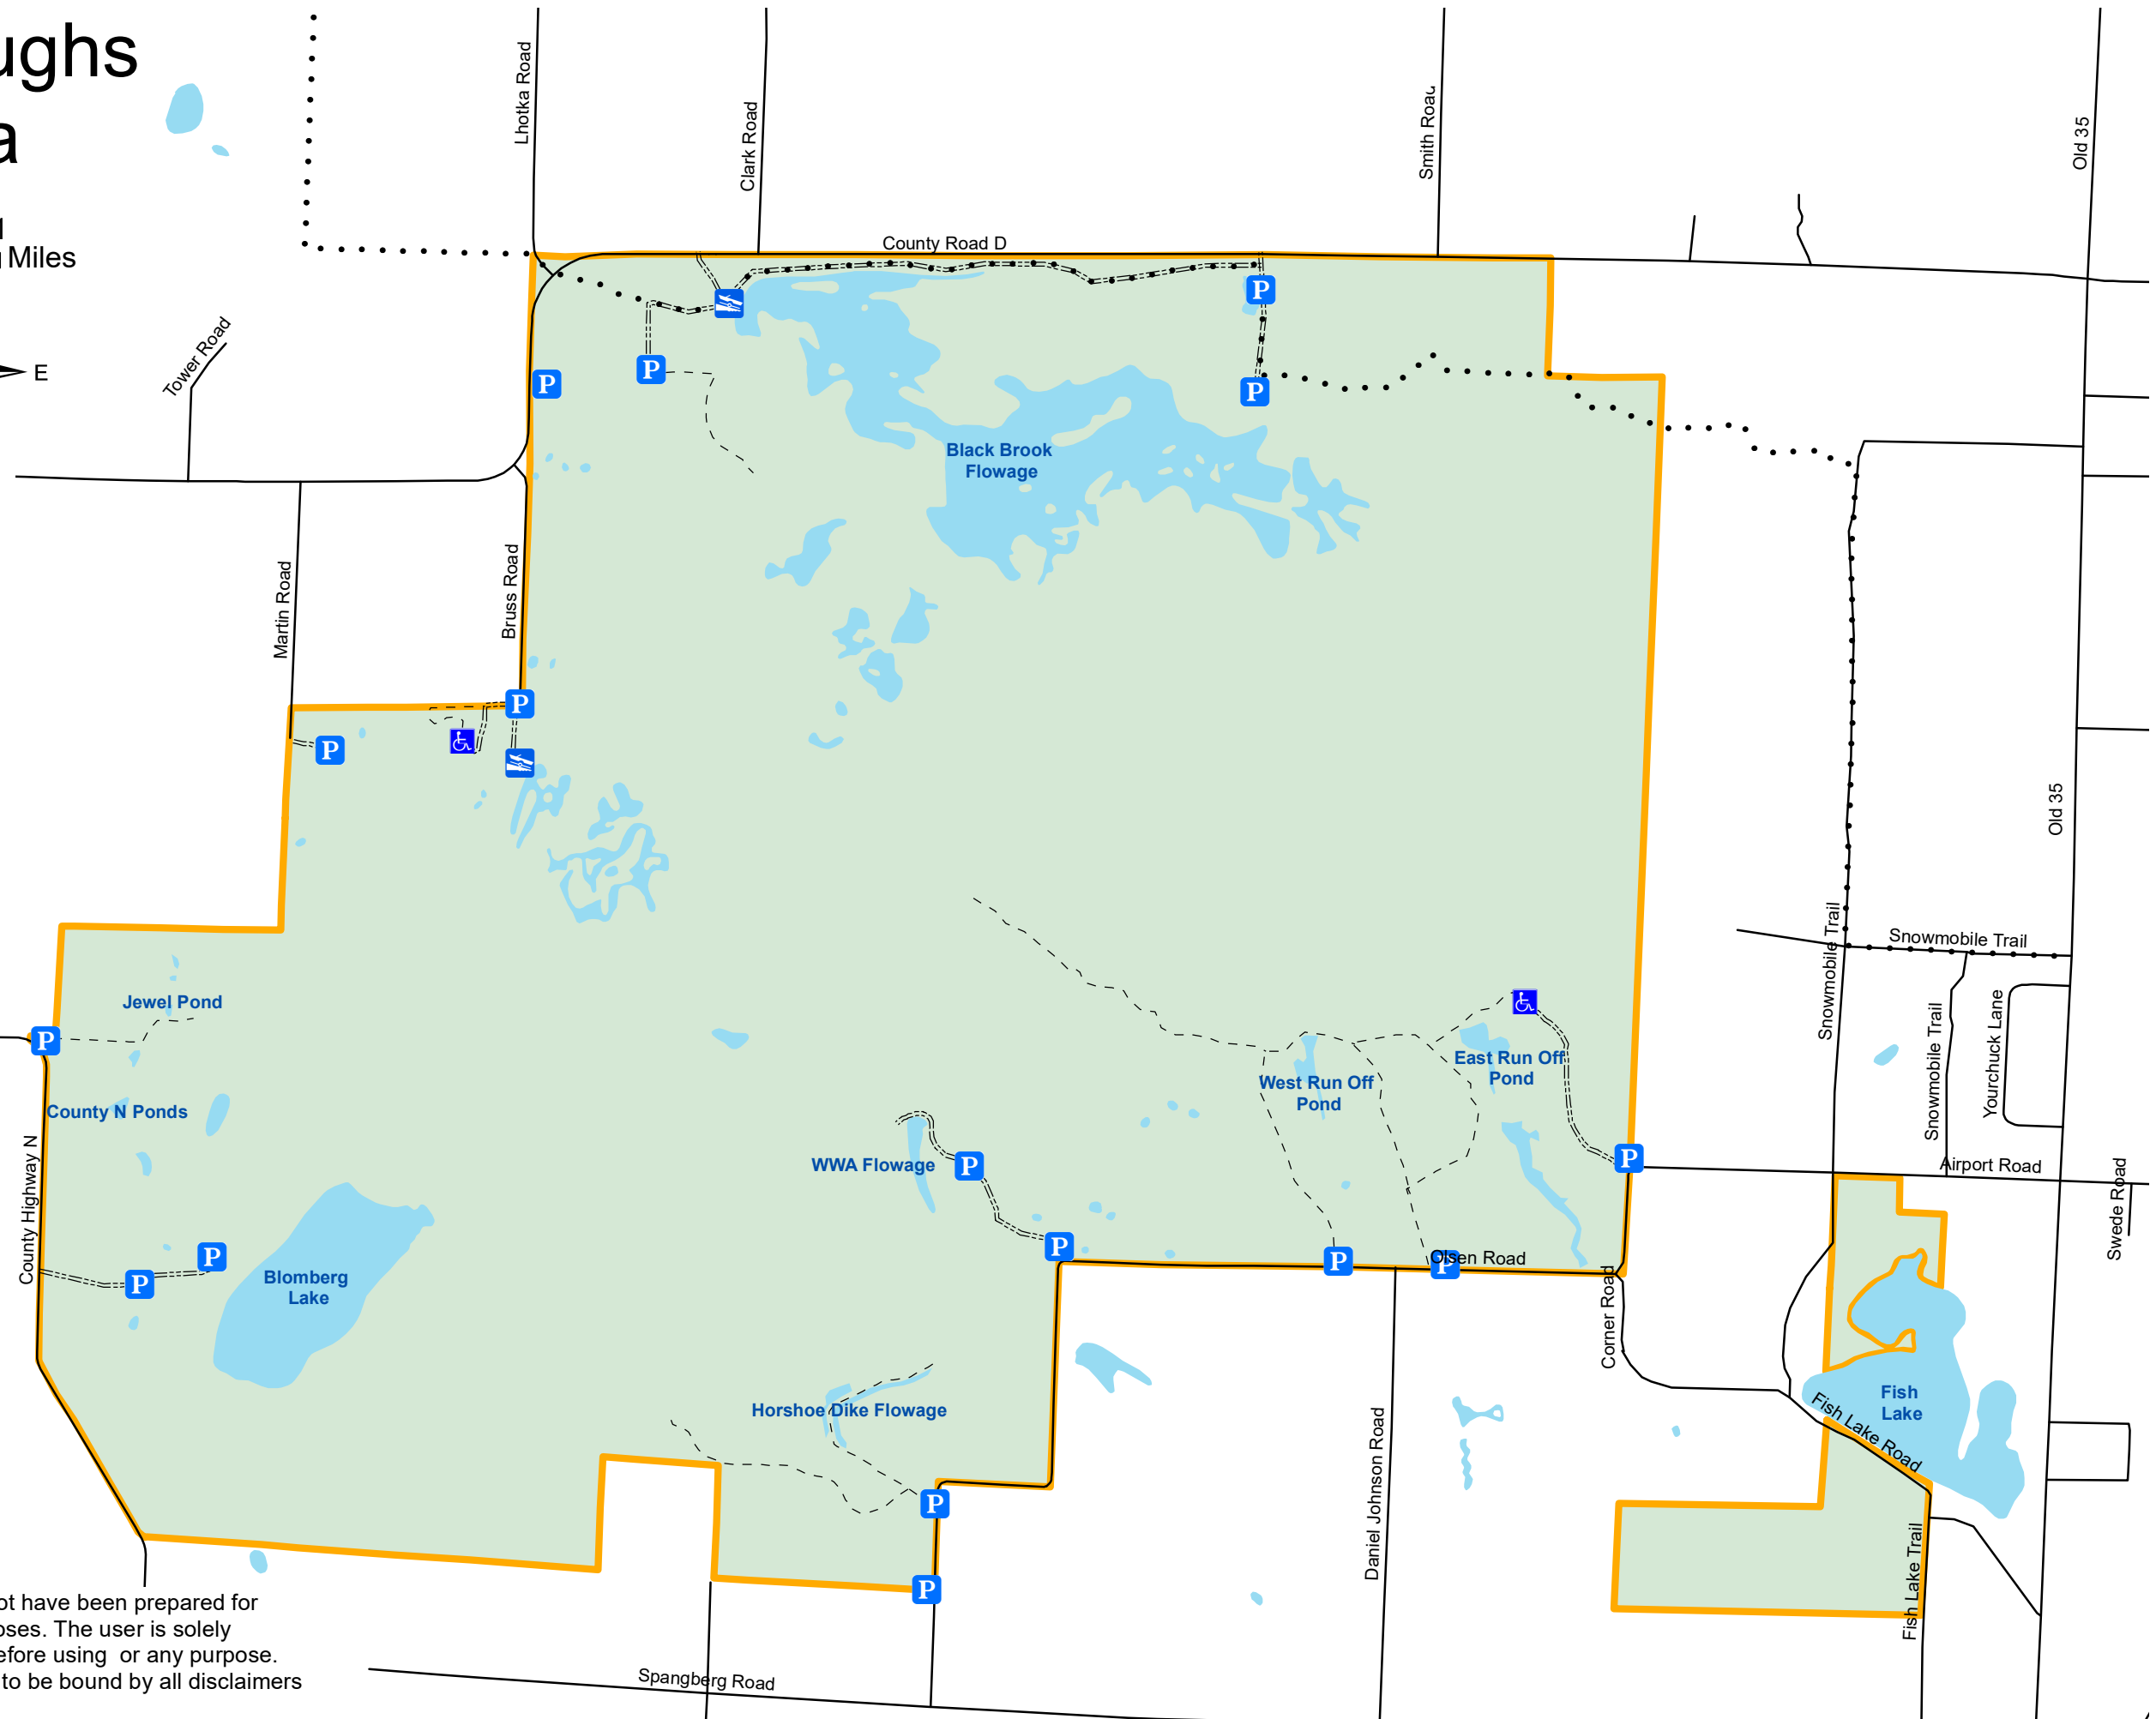 ughs
a
Miles
E
Lhotka Road
Clark Road
Smith Road
Old 35
County Road D
Tower Road
P
P
P
P
Black Brook
Flowage
Martin Road
Bruss Road
P
P
Old 35
Snowmobile Trail
Snowmobile Trail
Snowmobile Trail
Yourchuck Lane
Jewel Pond
P
County N Ponds
East Run Off
Pond
West Run Off
Pond
WWA Flowage
P
P
Airport Road
Swede Road
County Highway N
P
P
P
P
P
Olsen Road
Blomberg
Lake
Corner Road
Fish
Lake
Fish Lake Road
Horshoe Dike Flowage
P
Daniel Johnson Road
P
Fish Lake Trail
ot have been prepared for
oses. The user is solely
efore using or any purpose.
to be bound by all disclaimers
Spangberg Road